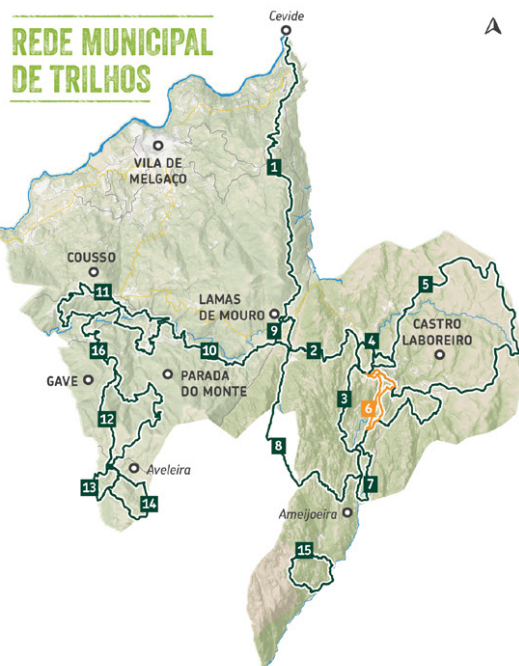 REDE MUNICIPAL
DE TRILHOS
Cevide
VILA DE
MELGAÇO
1
COUSSO
11
5
LAMAS
DE MOURO
9
4
CASTRO
LABOREIRO
16
10
2
GAVE
PARADA
DO MONTE
3
6
12
8
Aveleira
13
14
7
Ameijoeira
15